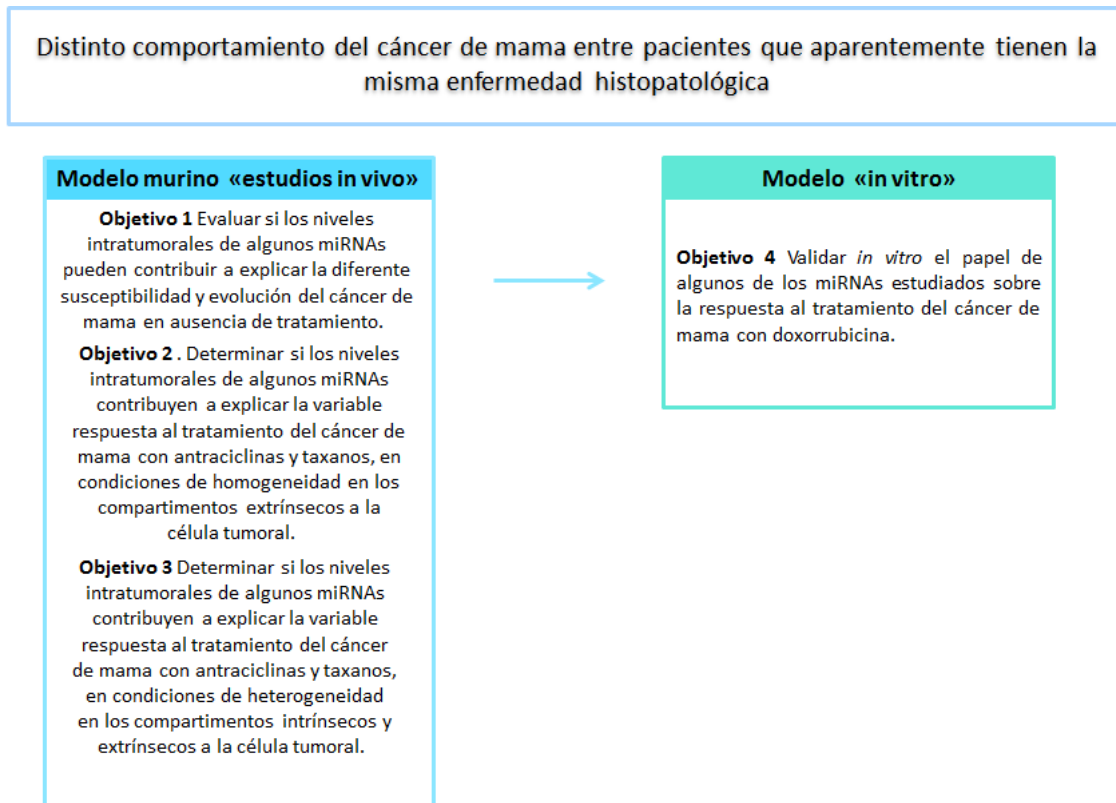 Distinto comportamiento del cáncer de mama entre pacientes que aparentemente tienen la
misma enfermedad histopatológica
Modelo murino «estudios in vivo»
Objetivo 1 Evaluar si los niveles
intratumorales de algunos miRNAs
pueden contribuir a explicar la diferente
susceptibilidad y evolución del cáncer de
mama en ausencia de tratamiento.
Objetivo 2 . Determinar si los niveles
intratumorales de algunos miRNAs
contribuyen a explicar la variable
respuesta al tratamiento del cáncer de
mama con antraciclinas y taxanos, en
condiciones de homogeneidad en los
compartimentos extrínsecos a la
célula tumoral.
Objetivo 3 Determinar si los niveles
intratumorales de algunos miRNAs
contribuyen a explicar la variable
respuesta al tratamiento del cáncer
de mama con antraciclinas y taxanos,
en condiciones de heterogeneidad
en los compartimentos intrínsecos y
extrínsecos a la célula tumoral.
Modelo «in vitro»
Objetivo 4 Validar in vitro el papel de
algunos de los miRNAs estudiados sobre
la respuesta al tratamiento del cáncer de
mama con doxorrubicina.